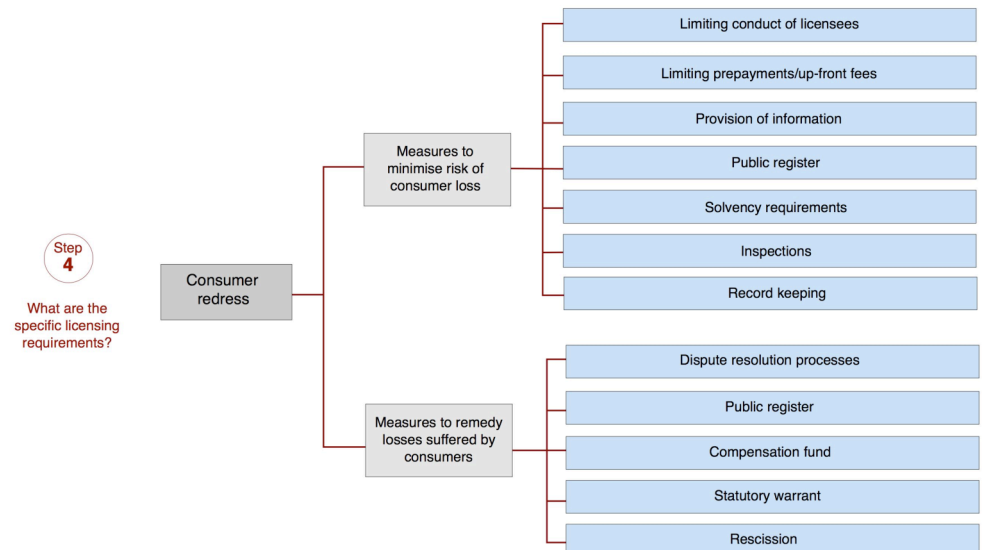 Step
4
What are the
specific licensing
requirements?
Consumer
redress
Measures to
minimise risk of
consumer loss
Limiting conduct of licensees
Limiting prepayments/up-front fees
Provision of information
Public register
Solvency requirements
Inspections
Record keeping
Measures to remedy
losses suffered by
consumers
Dispute resolution processes
Public register
Compensation fund
Statutory warrant
Rescission